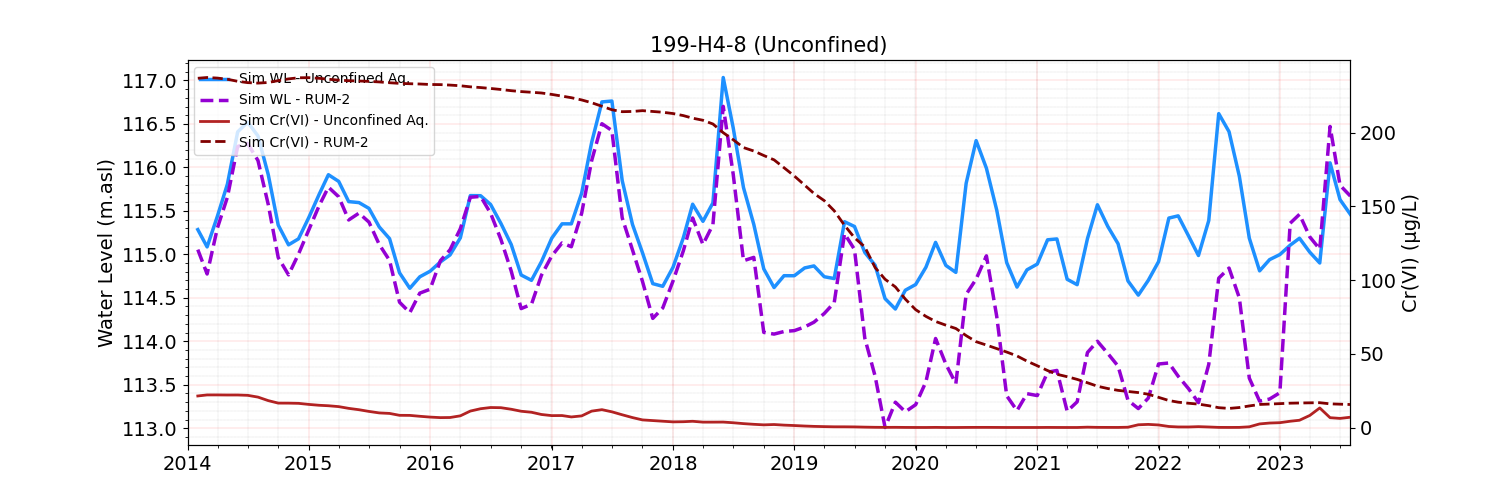 199-H4-8 (Unconfined)
Sim WL - Unconfined Aq.
Sim WL - RUM-2
Sim Cr(VI) - Unconfined Aq.
Sim Cr(VI) - RUM-2
Water Level (m.asl)
117.0
116.5
116.0
115.5
115.0
114.5
114.0
113.5
113.0
200
150
100
50
0
Cr(VI) (μg/L)
2014 2015 2016 2017 2018 2019 2020 2021 2022 2023